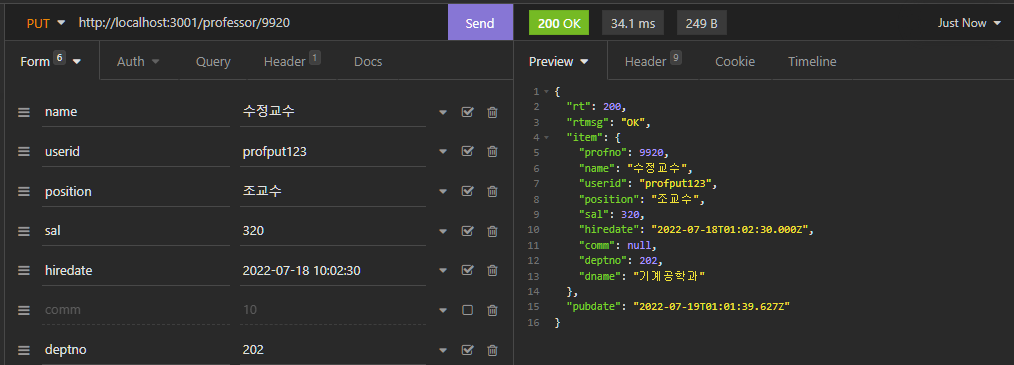 PUT http://localhost:3001/professor/9920 Send 200 OK 34.1 ms 249 B Just Now
Form 6 Auth Query Header 1 Docs Preview Header 9 Cookie Timeline
name 수정교수
userid profput123
position 조교수
sal 320
hiredate 2022-07-18 10:02:30
comm 10
deptno 202
1 {
2 "rt": 200,
3 "rtmsg": "OK",
4 "item": {
5 "profno": 9920,
6 "name": "수정교수",
7 "userid": "profput123",
8 "position": "조교수",
9 "sal": 320,
10 "hiredate": "2022-07-18T01:02:30.000Z",
11 "comm": null,
12 "deptno": 202,
13 "dname": "기계공학과"
14 },
15 "pubdate": "2022-07-19T01:01:39.627Z"
16 }